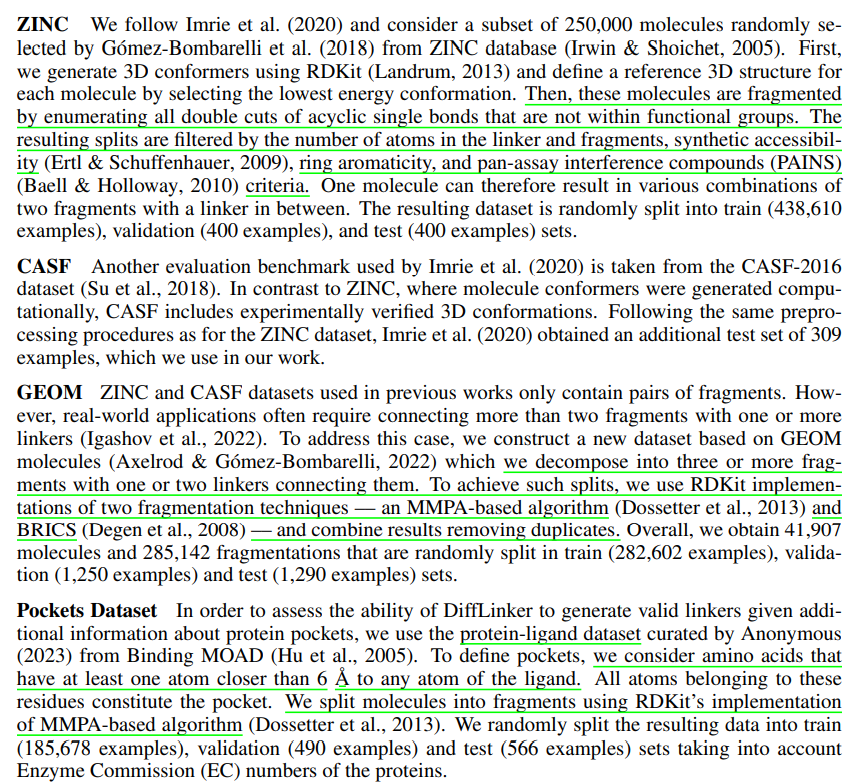 ZINC We follow Imrie et al. (2020) and consider a subset of 250,000 molecules randomly se-
lected by Gómez-Bombarelli et al. (2018) from ZINC database (Irwin & Shoichet, 2005). First,
we generate 3D conformers using RDKit (Landrum, 2013) and define a reference 3D structure for
each molecule by selecting the lowest energy conformation. Then, these molecules are fragmented
by enumerating all double cuts of acyclic single bonds that are not within functional groups. The
resulting splits are filtered by the number of atoms in the linker and fragments, synthetic accessibil-
ity (Ertl & Schuffenhauer, 2009), ring aromaticity, and pan-assay interference compounds (PAINS)
(Baell & Holloway, 2010) criteria. One molecule can therefore result in various combinations of
two fragments with a linker in between. The resulting dataset is randomly split into train (438,610
examples), validation (400 examples), and test (400 examples) sets.
CASF Another evaluation benchmark used by Imrie et al. (2020) is taken from the CASF-2016
dataset (Su et al., 2018). In contrast to ZINC, where molecule conformers were generated compu-
tationally, CASF includes experimentally verified 3D conformations. Following the same prepro-
cessing procedures as for the ZINC dataset, Imrie et al. (2020) obtained an additional test set of 309
examples, which we use in our work.
GEOM ZINC and CASF datasets used in previous works only contain pairs of fragments. How-
ever, real-world applications often require connecting more than two fragments with one or more
linkers (Igashov et al., 2022). To address this case, we construct a new dataset based on GEOM
molecules (Axelrod & Gómez-Bombarelli, 2022) which we decompose into three or more frag-
ments with one or two linkers connecting them. To achieve such splits, we use RDKit implemen-
tations of two fragmentation techniques — an MMPA-based algorithm (Dossetter et al., 2013) and
BRICS (Degen et al., 2008) — and combine results removing duplicates. Overall, we obtain 41,907
molecules and 285,142 fragmentations that are randomly split in train (282,602 examples), valida-
tion (1,250 examples) and test (1,290 examples) sets.
Pockets Dataset In order to assess the ability of DiffLinker to generate valid linkers given addi-
tional information about protein pockets, we use the protein-ligand dataset curated by Anonymous
(2023) from Binding MOAD (Hu et al., 2005). To define pockets, we consider amino acids that
have at least one atom closer than 6 Å to any atom of the ligand. All atoms belonging to these
residues constitute the pocket. We split molecules into fragments using RDKit's implementation
of MMPA-based algorithm (Dossetter et al., 2013). We randomly split the resulting data into train
(185,678 examples), validation (490 examples) and test (566 examples) sets taking into account
Enzyme Commission (EC) numbers of the proteins.